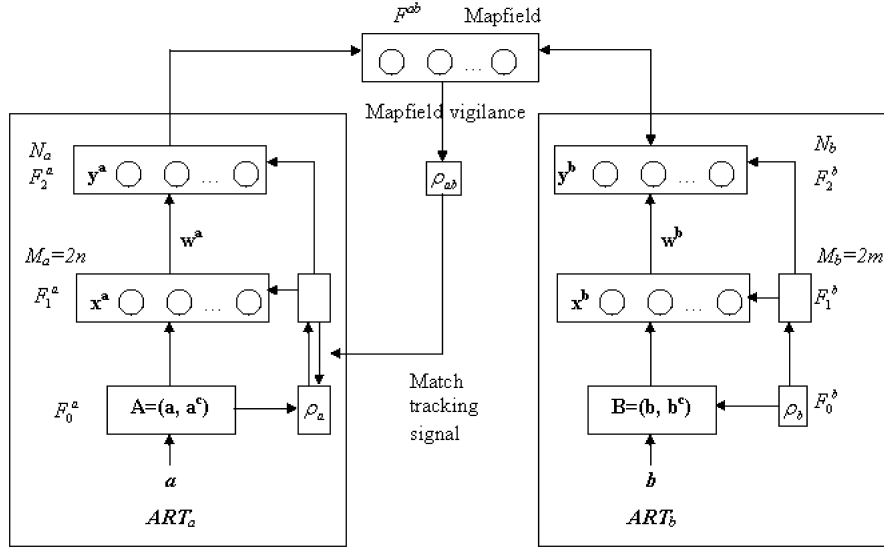 F^ab Mapfield
...
Mapfield vigilance
N_a
F_2^a
y^a ...
ρ_ab
y^b ...
N_b
F_2^b
w^a
w^b
M_a=2n
F_1^a
x^a ...
x^b ...
M_b=2m
F_1^b
Match
tracking
signal
F_0^a
A=(a, a^c)
ρ_a
B=(b, b^c)
ρ_b
F_0^b
a
b
ART_a
ART_b